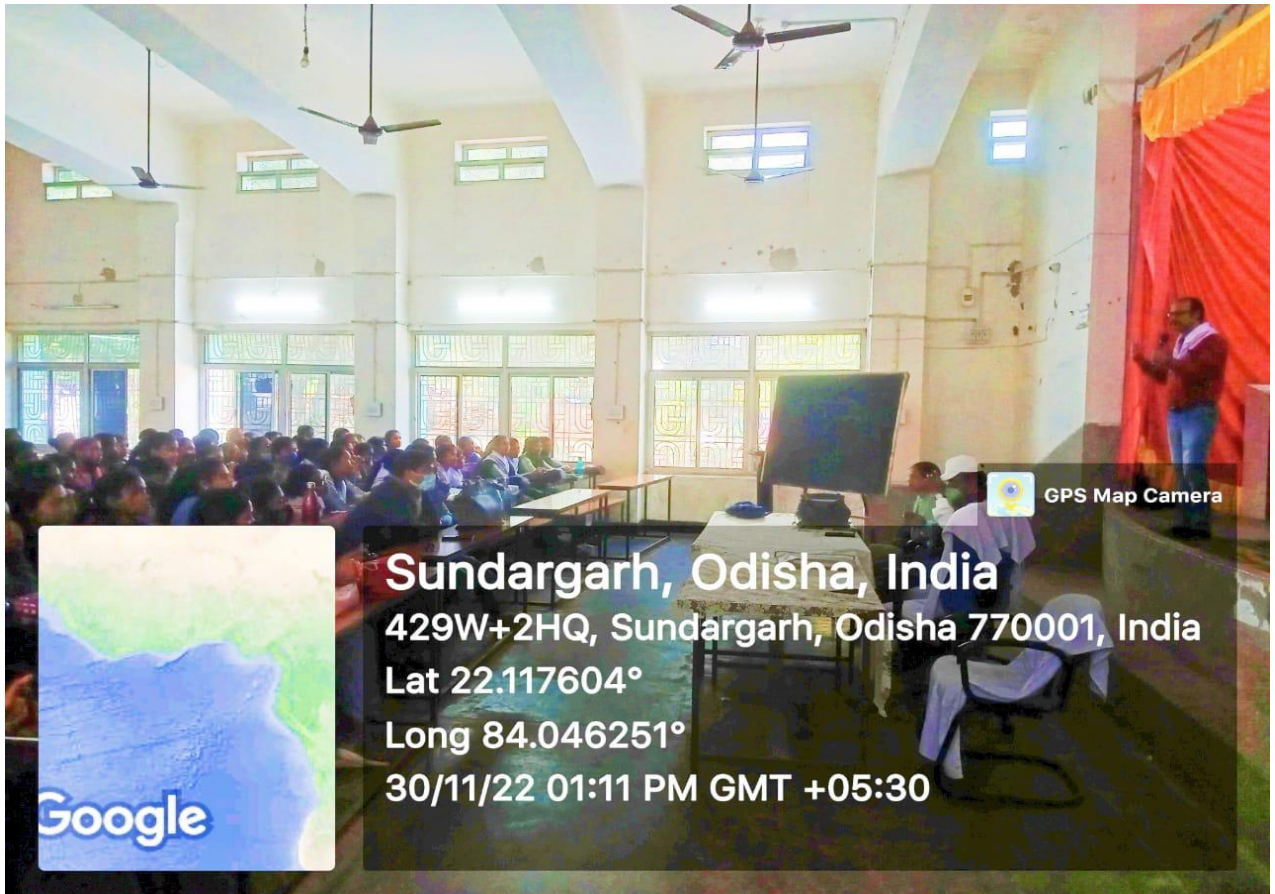 GPS Map Camera
Sundargarh, Odisha, India
429W+2HQ, Sundargarh, Odisha 770001, India
Lat 22.117604°
Long 84.046251°
30/11/22 01:11 PM GMT +05:30
Google